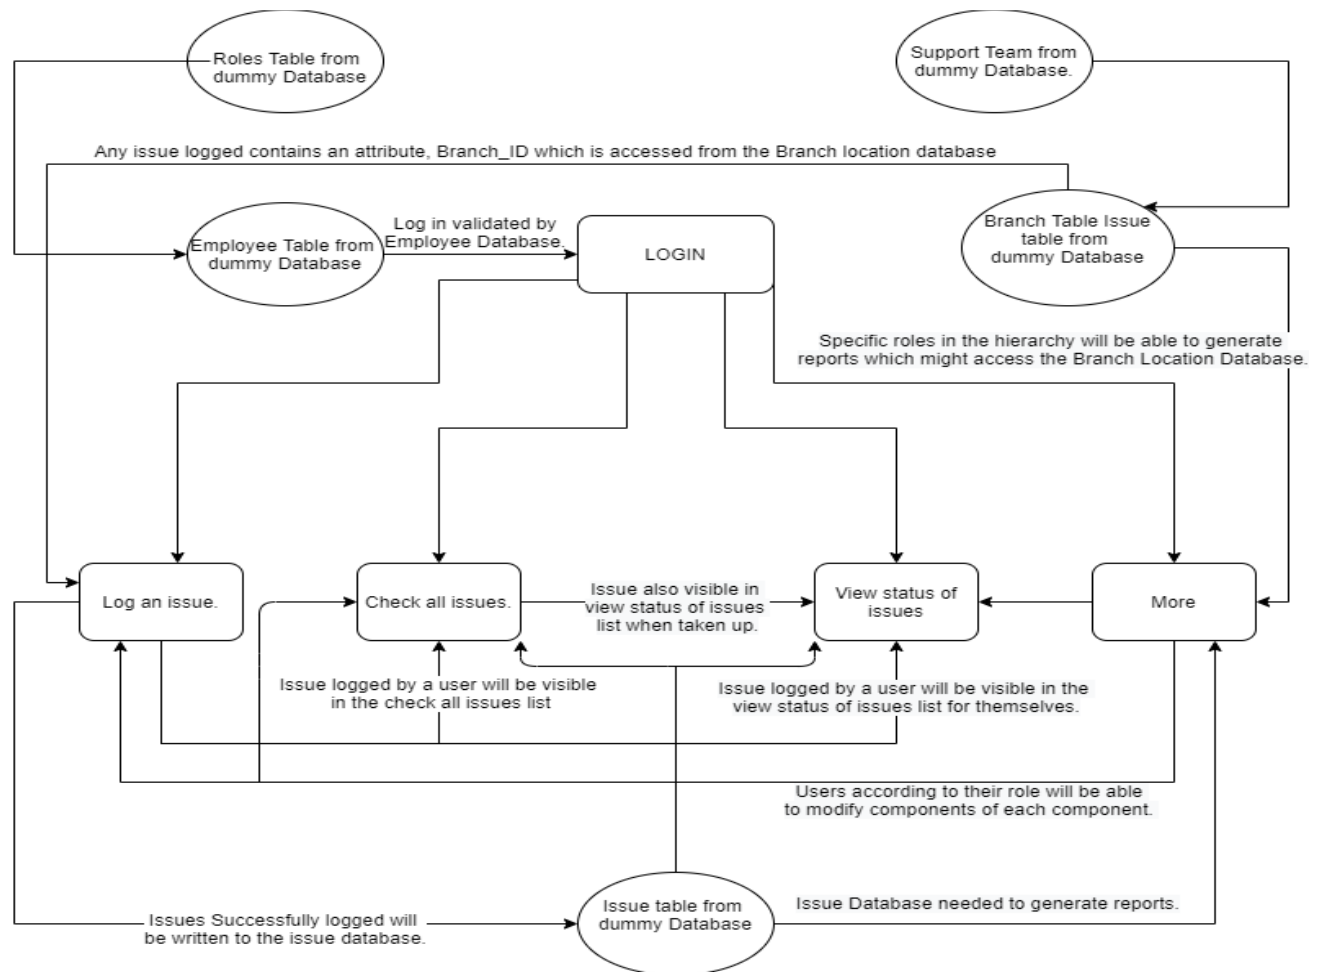 Roles Table from
dummy Database
Support Team from
dummy Database.
Any issue logged contains an attribute, Branch_ID which is accessed from the Branch location database
Log in validated by
Employee Database.
Employee Table from
dummy Database
LOGIN
Branch Table Issue
table from
dummy Database
Specific roles in the hierarchy will be able to generate
reports which might access the Branch Location Database.
Log an issue.
Check all issues.
Issue also visible in
view status of issues
list when taken up.
View status of
issues
More
Issue logged by a user will be visible
in the check all issues list
Issue logged by a user will be visible in the
view status of issues list for themselves.
Users according to their role will be able
to modify components of each component.
Issues Successfully logged will
be written to the issue database.
Issue table from
dummy Database
Issue Database needed to generate reports.